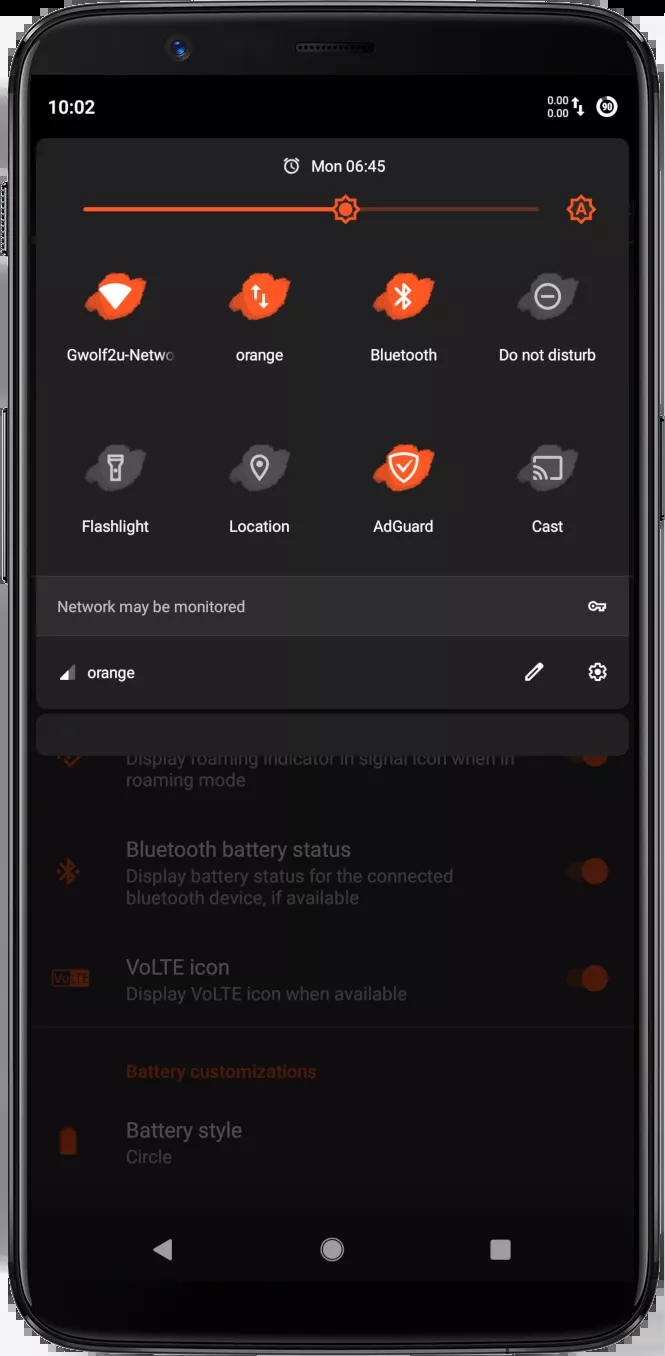 10:02
0.00
0.00
90
Mon 06:45
A
Gwolf2u-Netwo
orange
Bluetooth
Do not disturb
Flashlight
Location
AdGuard
Cast
Network may be monitored
orange
Display roaming indicator in signal icon when in
roaming mode
Bluetooth battery status
Display battery status for the connected
bluetooth device, if available
VoLTE
VoLTE icon
Display VoLTE icon when available
Battery customizations
Battery style
Circle